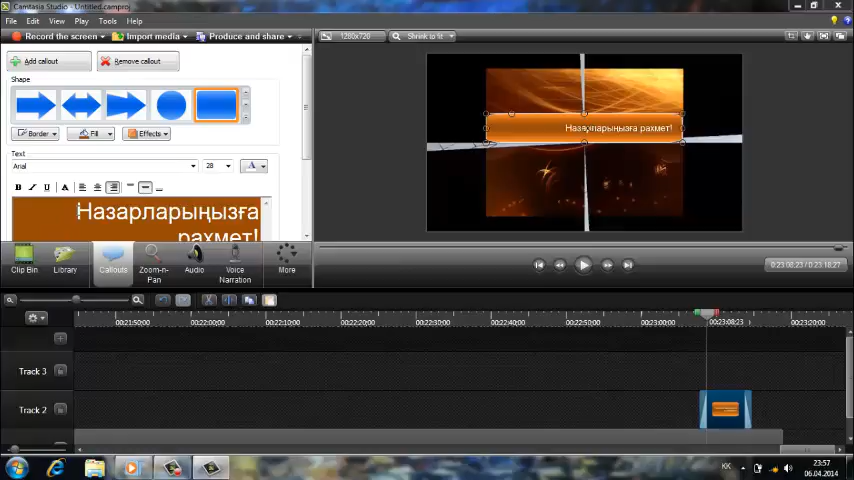 Camtasia Studio - Untitled.camproj
File Edit View Play Tools Help
Record the screen Import media Produce and share
1280x720 Shrink to fit
Add callout Remove callout
Shape
Border Fill Effects
Text
Arial 28 A
B I U A
Назарларыңызға
рахмет!
Назарларыңызға рахмет!
Clip Bin Library Callouts Zoom-n-Pan Audio Voice Narration More
0:23:08;23 / 0:23:18;27
00:21:50;00 00:22:00;00 00:22:10;00 00:22:20;00 00:22:30;00 00:22:40;00 00:22:50;00 00:23:00;00 00:23:08;23 00:23:20;00
Track 3
Track 2
KK 23:57
06.04.2014